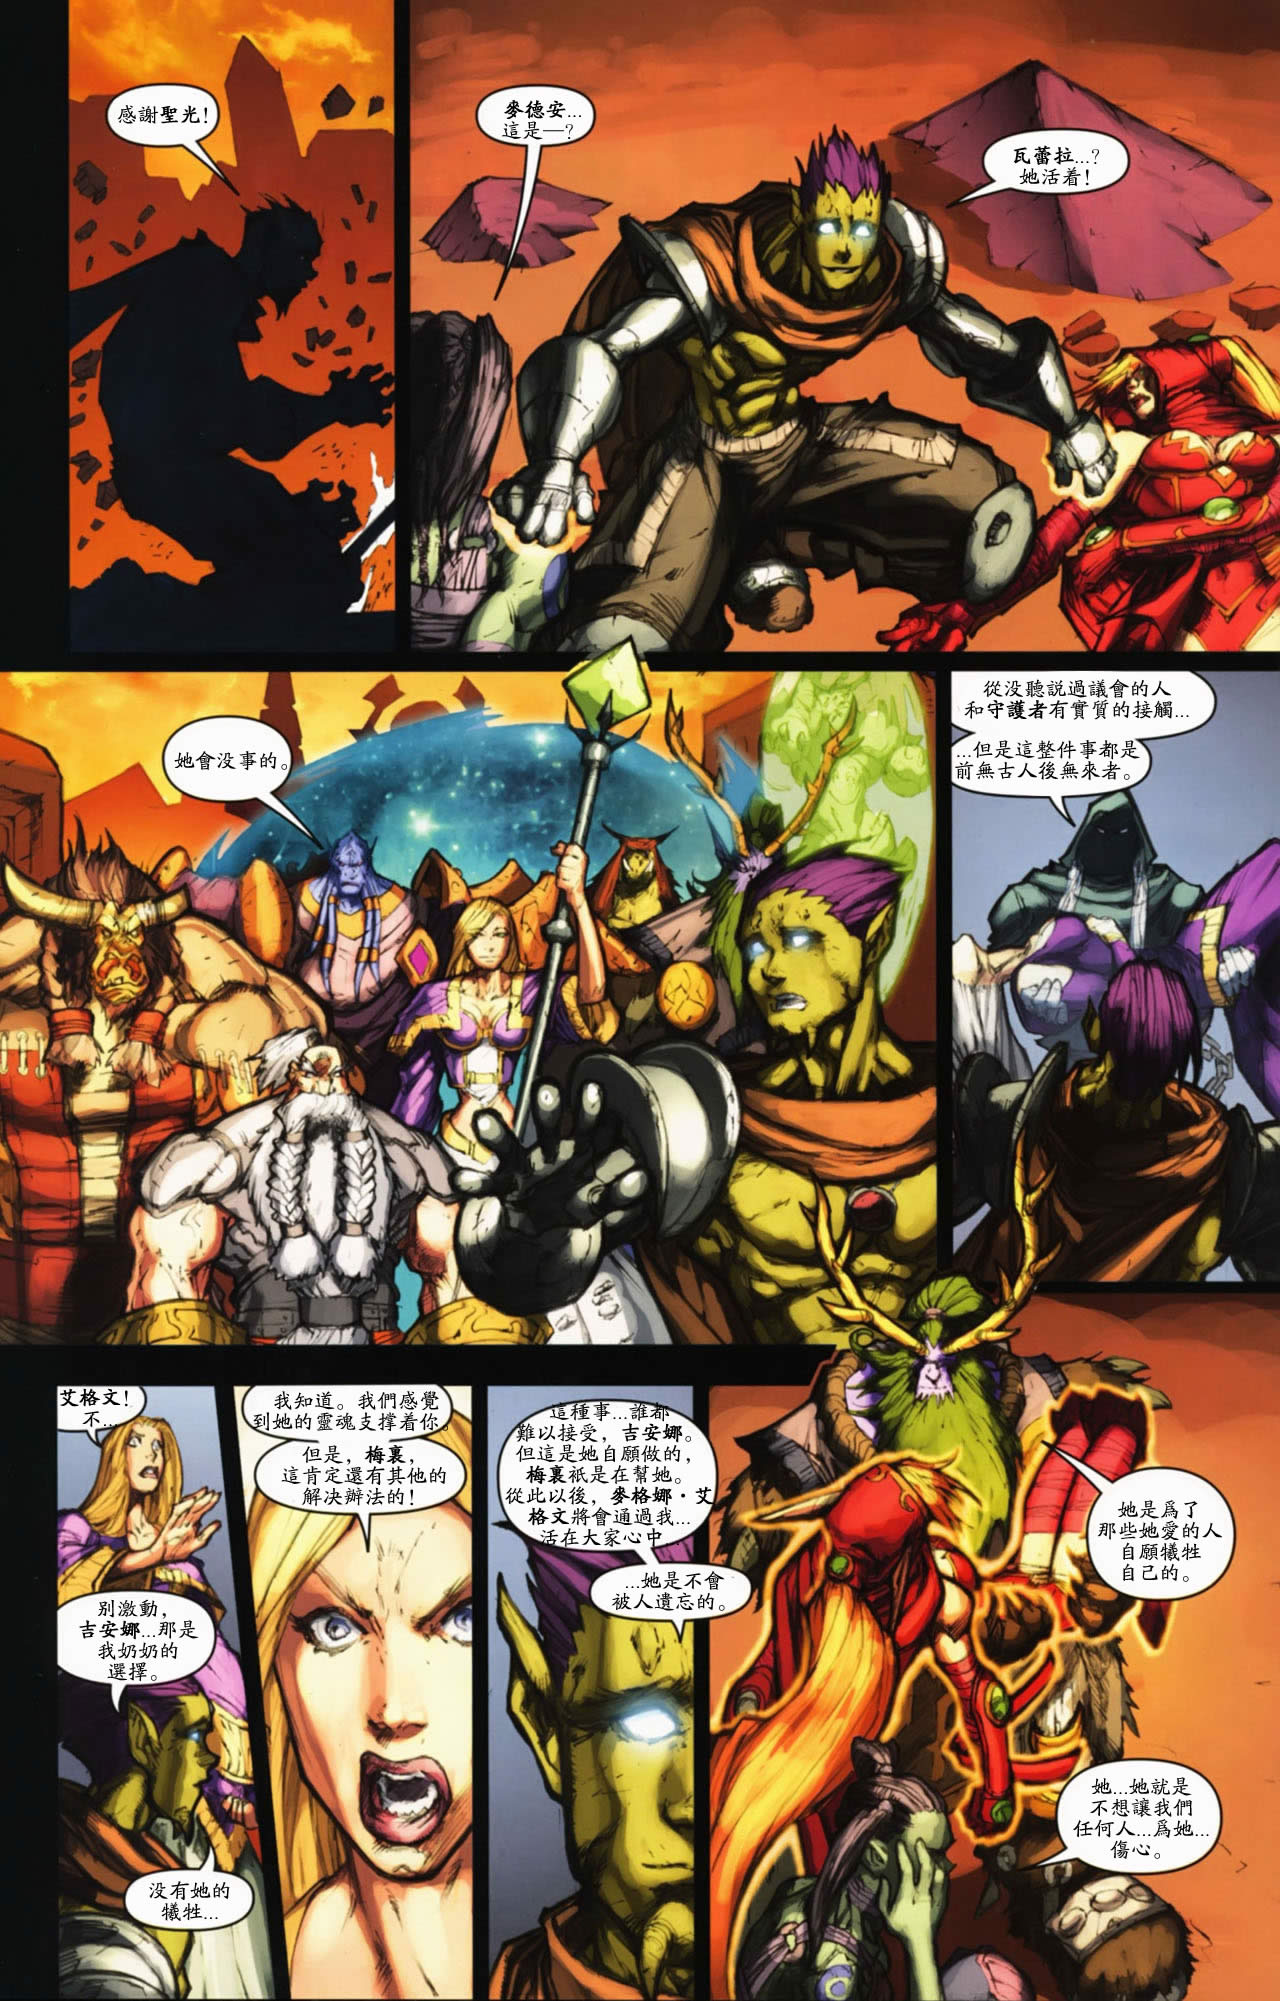 感謝聖光！
麥德安…
這是—？
瓦蕾拉…？
她活着！
她會没事的。
從没聽説過議會的人
和守護者有實質的接觸…
…但是這整件事都是
前無古人後無來者。
艾格文！
不…
别激動，
吉安娜…那是
我奶奶的
選擇。
没有她的
犧牲…
我知道。我們感覺
到她的靈魂支撑着你。
但是，梅裏，
這肯定還有其他的
解决辦法的！
這種事…誰都
難以接受，吉安娜。
但這是她自願做的，
梅裏衹是在幫她。
從此以後，麥格娜·艾
格文將會通過我…
活在大家心中…
…她是不會
被人遺忘的。
她是爲了
那些她愛的人
自願犧牲
自己的。
她…她就是
不想讓我們
任何人…爲她…
傷心。